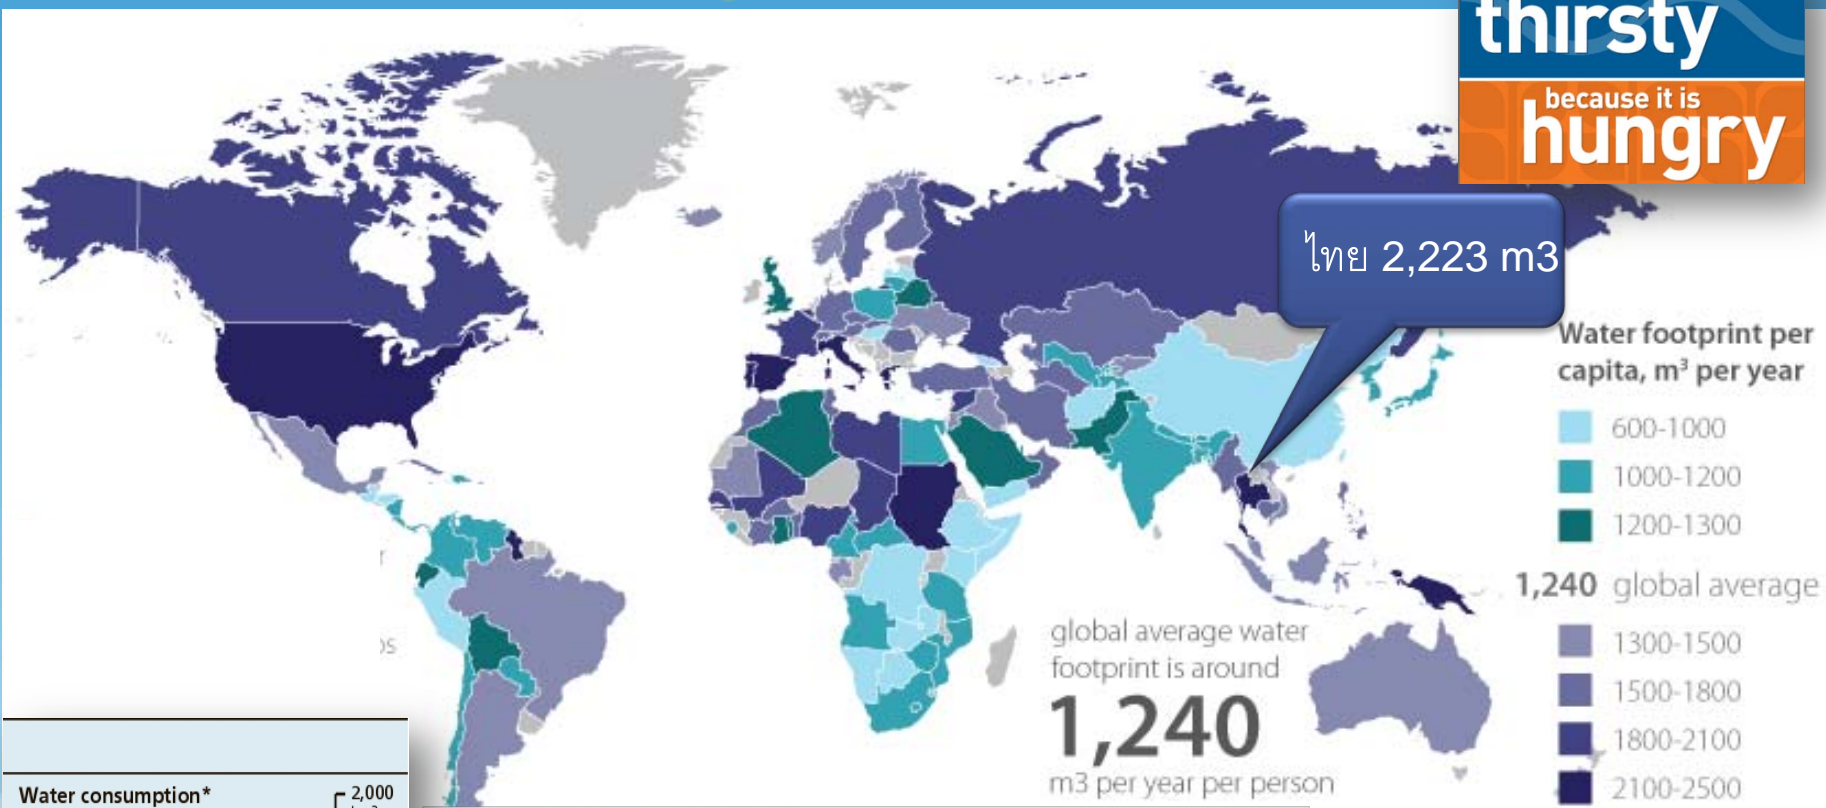 thirsty
because it is
hungry
ไทย 2,223 m3
Water footprint per
capita, m³ per year
600-1000
1000-1200
1200-1300
1,240 global average
1300-1500
1500-1800
1800-2100
2100-2500
global average water
footprint is around
1,240
m3 per year per person
Water consumption*
2,000